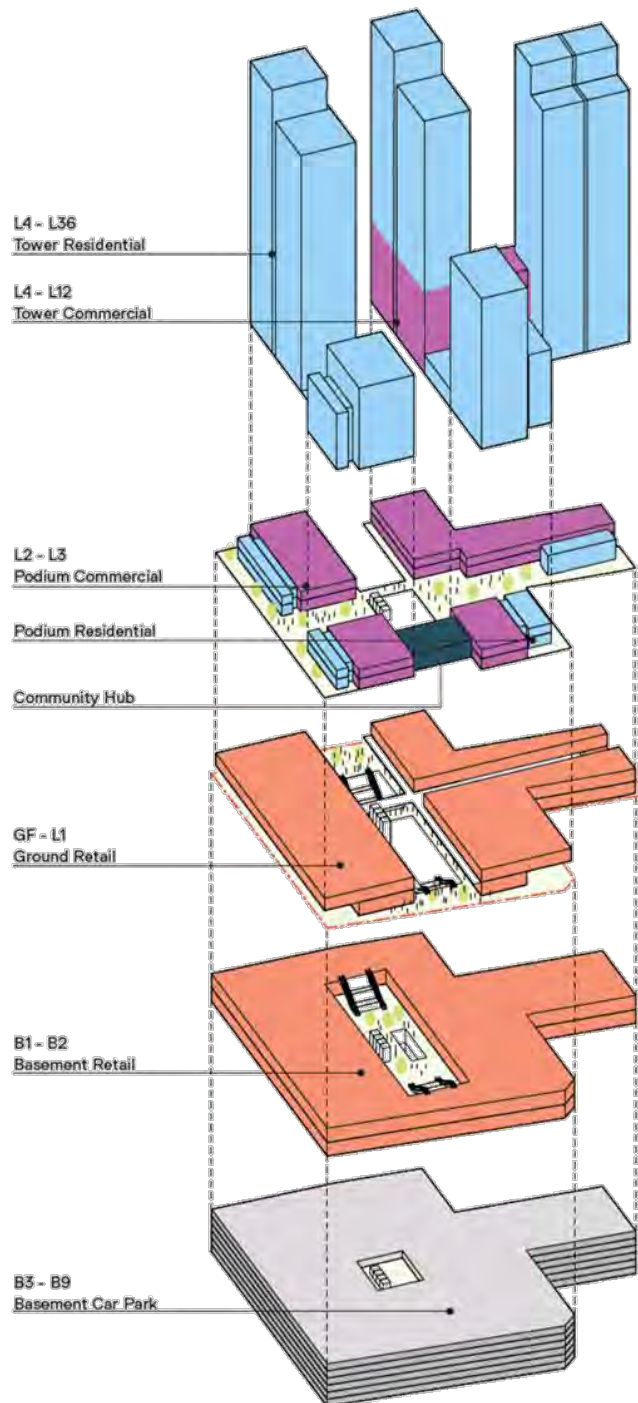 L4 - L36
Tower Residential
L4 - L12
Tower Commercial
L2 - L3
Podium Commercial
Podium Residential
Community Hub
GF - L1
Ground Retail
B1 - B2
Basement Retail
B3 - B9
Basement Car Park